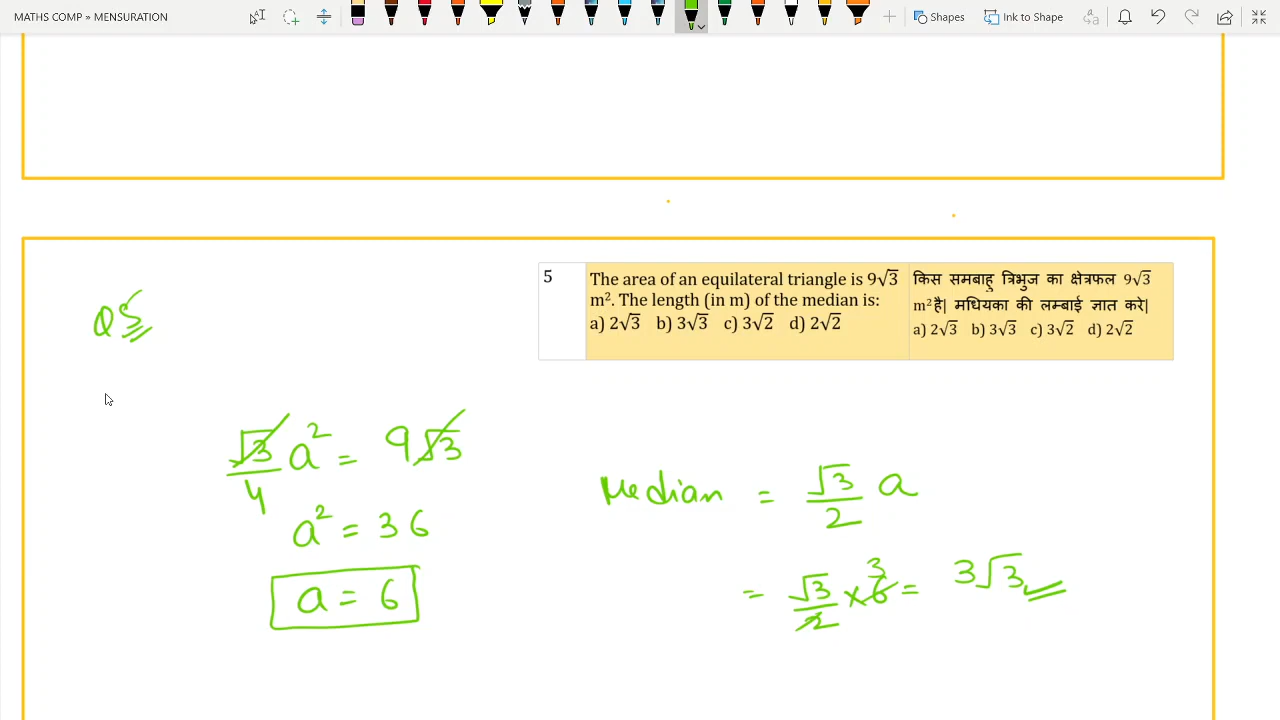 MATHS COMP » MENSURATION
Shapes
Ink to Shape
5
The area of an equilateral triangle is 9√3
m². The length (in m) of the median is:
a) 2√3 b) 3√3 c) 3√2 d) 2√2
किस समबाहु त्रिभुज का क्षेत्रफल 9√3
m² है| मधियका की लम्बाई ज्ञात करे|
a) 2√3 b) 3√3 c) 3√2 d) 2√2
Q5
√3/4 a² = 9√3
a² = 36
a = 6
Median = √3/2 a
= √3/2 × 6 3 = 3√3